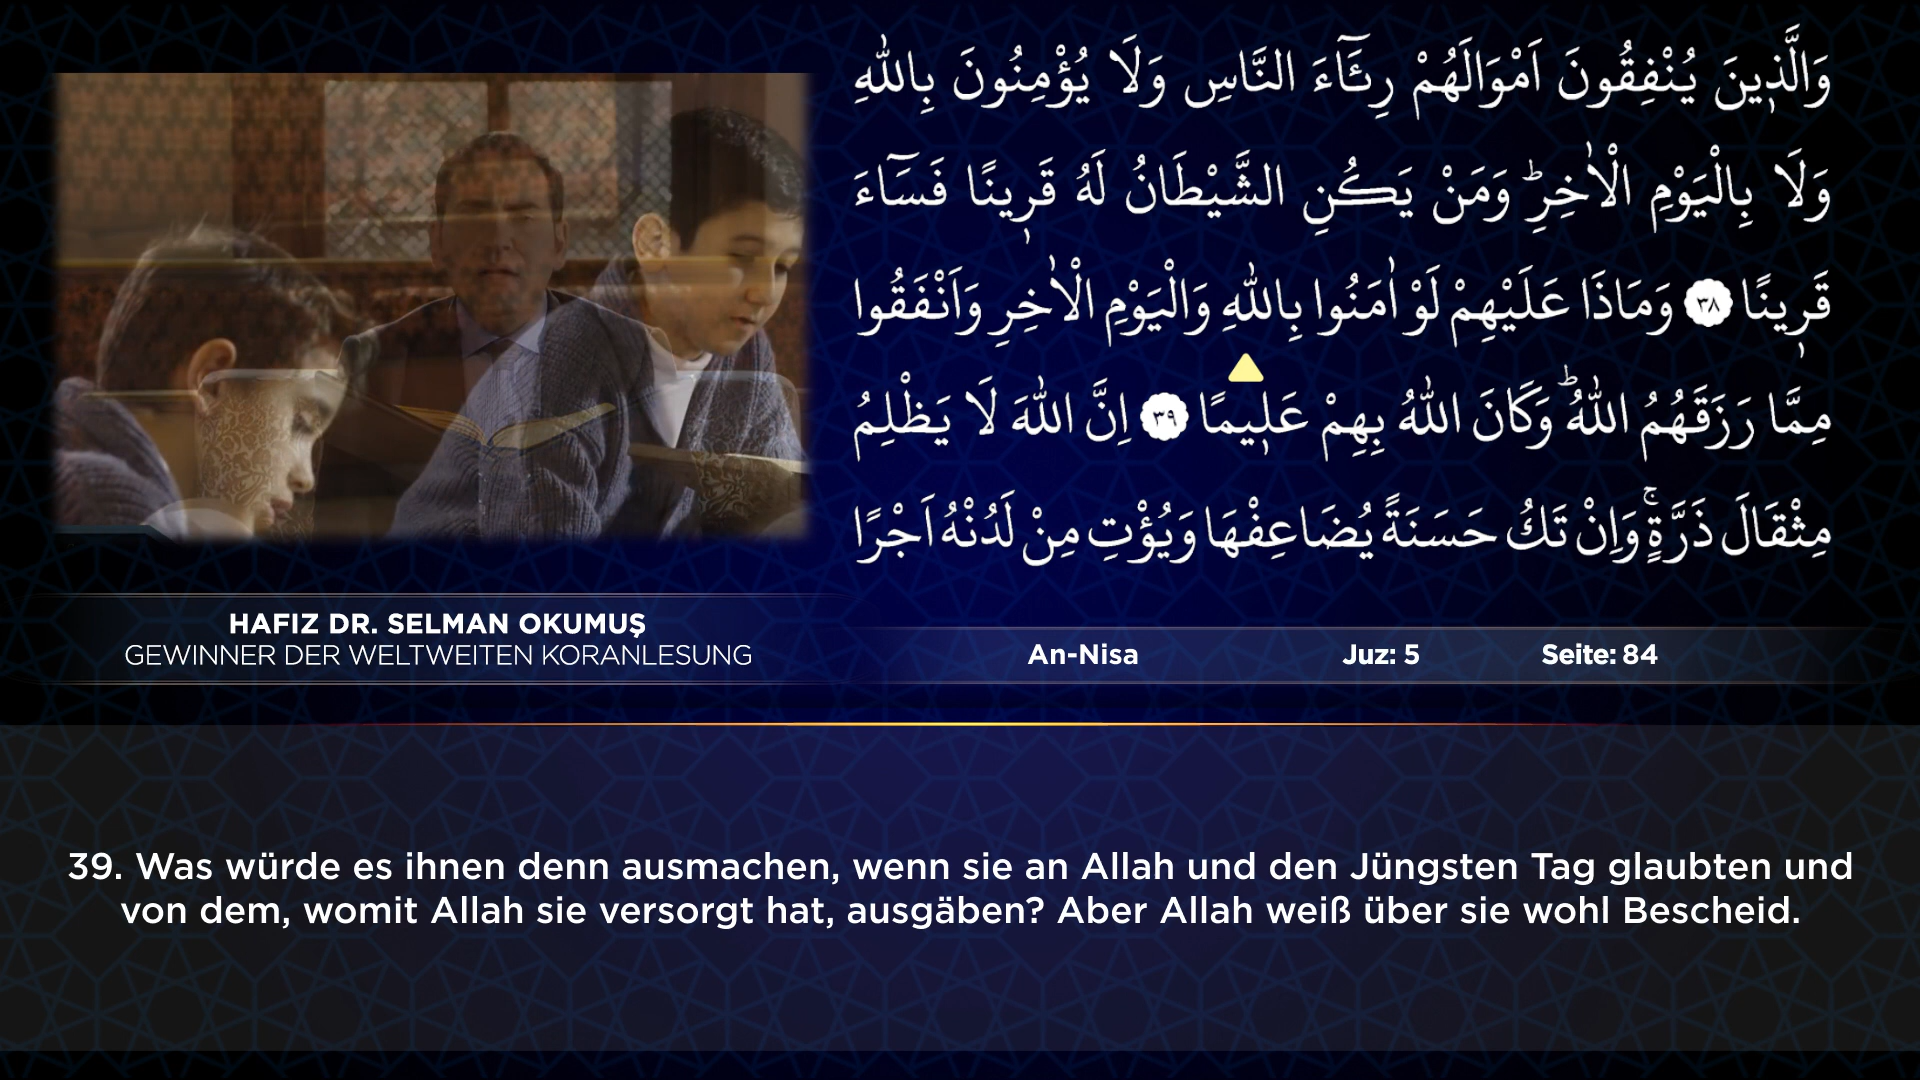 وَالَّذ۪ينَ يُنْفِقُونَ اَمْوَالَهُمْ رِئَٓاءَ النَّاسِ وَلَا يُؤْمِنُونَ بِاللّٰهِ
وَلَا بِالْيَوْمِ الْاٰخِرِؕ وَمَنْ يَكُنِ الشَّيْطَانُ لَهُ قَر۪ينًا فَسَٓاءَ
قَر۪ينًا ﴿٣٨﴾ وَمَاذَا عَلَيْهِمْ لَوْ اٰمَنُوا بِاللّٰهِ وَالْيَوْمِ الْاٰخِرِ وَاَنْفَقُوا
مِمَّا رَزَقَهُمُ اللّٰهُؕ وَكَانَ اللّٰهُ بِهِمْ عَل۪يمًا ﴿٣٩﴾ اِنَّ اللّٰهَ لَا يَظْلِمُ
مِثْقَالَ ذَرَّةٍۚ وَاِنْ تَكُ حَسَنَةً يُضَاعِفْهَا وَيُؤْتِ مِنْ لَدُنْهُ اَجْرًا
HAFIZ DR. SELMAN OKUMUŞ
GEWINNER DER WELTWEITEN KORANLESUNG
An-Nisa Juz: 5 Seite: 84
39. Was würde es ihnen denn ausmachen, wenn sie an Allah und den Jüngsten Tag glaubten und
von dem, womit Allah sie versorgt hat, ausgäben? Aber Allah weiß über sie wohl Bescheid.